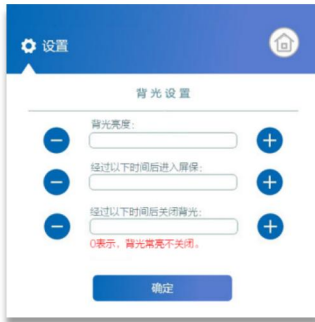 设置
背光设置
背光亮度：
经过以下时间后进入屏保：
经过以下时间后关闭背光：
0表示，背光常亮不关闭。
确定